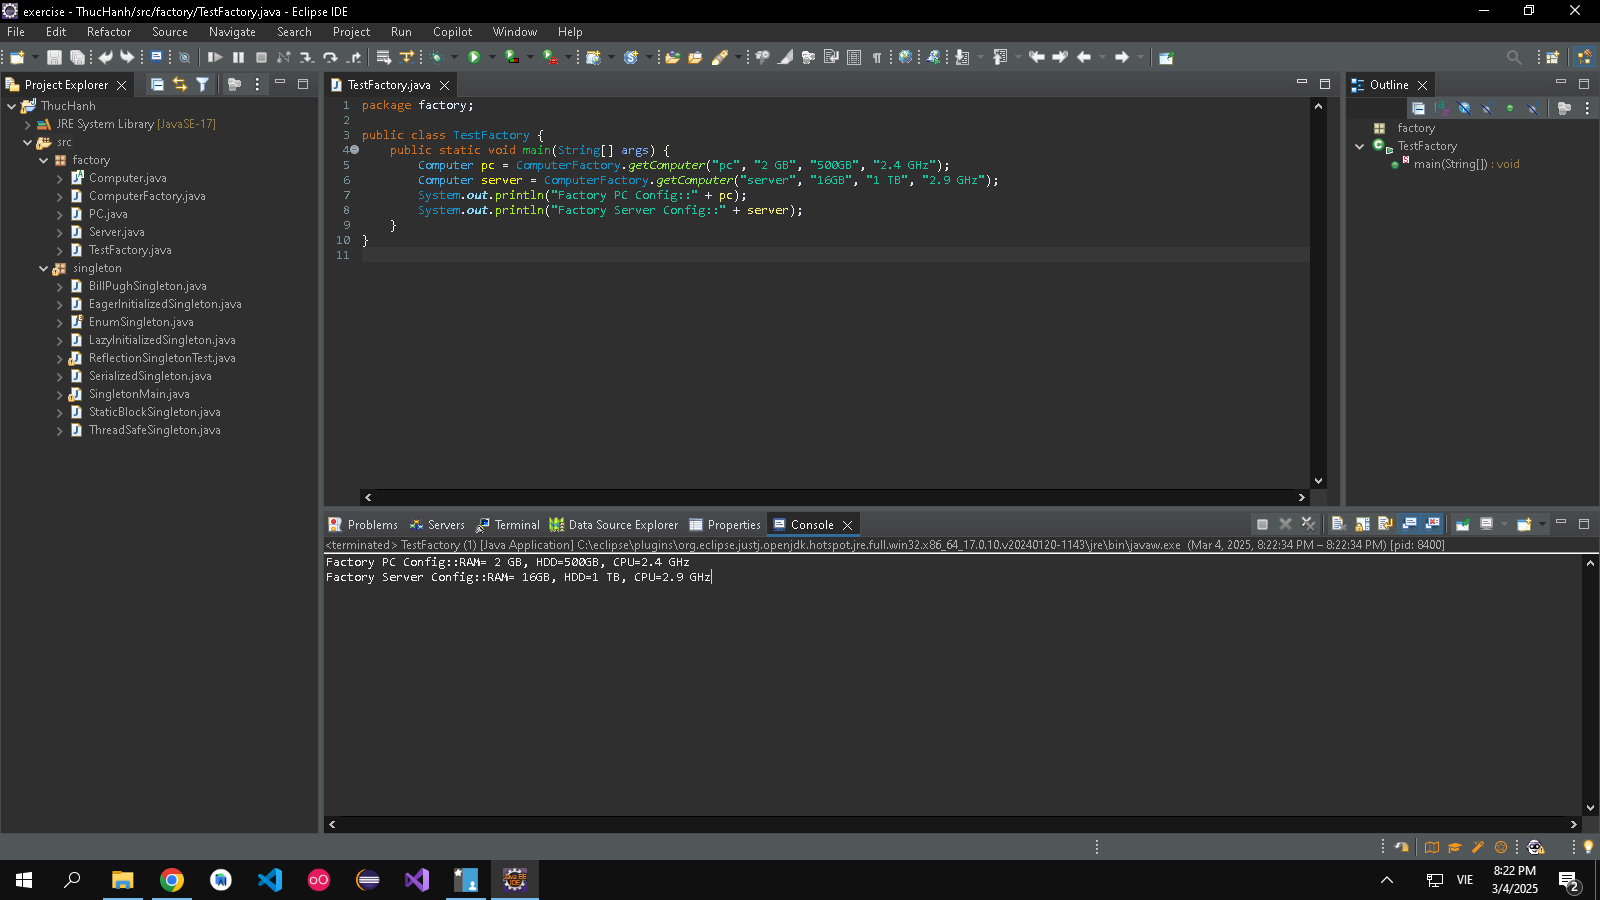 exercise - ThucHanh/src/factory/TestFactory.java - Eclipse IDE
File Edit Refactor Source Navigate Search Project Run Copilot Window Help
Project Explorer
ThucHanh
JRE System Library [JavaSE-17]
src
factory
Computer.java
ComputerFactory.java
PC.java
Server.java
TestFactory.java
singleton
BillPughSingleton.java
EagerInitializedSingleton.java
EnumSingleton.java
LazyInitializedSingleton.java
ReflectionSingletonTest.java
SerializedSingleton.java
SingletonMain.java
StaticBlockSingleton.java
ThreadSafeSingleton.java
TestFactory.java
1 package factory;
2
3 public class TestFactory {
4 public static void main(String[] args) {
5 Computer pc = ComputerFactory.getComputer("pc", "2 GB", "500GB", "2.4 GHz");
6 Computer server = ComputerFactory.getComputer("server", "16GB", "1 TB", "2.9 GHz");
7 System.out.println("Factory PC Config::" + pc);
8 System.out.println("Factory Server Config::" + server);
9 }
10 }
11
Outline
factory
TestFactory
main(String[]) : void
Problems Servers Terminal Data Source Explorer Properties Console
<terminated> TestFactory (1) [Java Application] C:\eclipse\plugins\org.eclipse.justj.openjdk.hotspot.jre.full.win32.x86_64_17.0.10.v20240120-1143\jre\bin\javaw.exe (Mar 4, 2025, 8:22:34 PM – 8:22:34 PM) [pid: 8400]
Factory PC Config::RAM= 2 GB, HDD=500GB, CPU=2.4 GHz
Factory Server Config::RAM= 16GB, HDD=1 TB, CPU=2.9 GHz
VIE
8:22 PM
3/4/2025
2